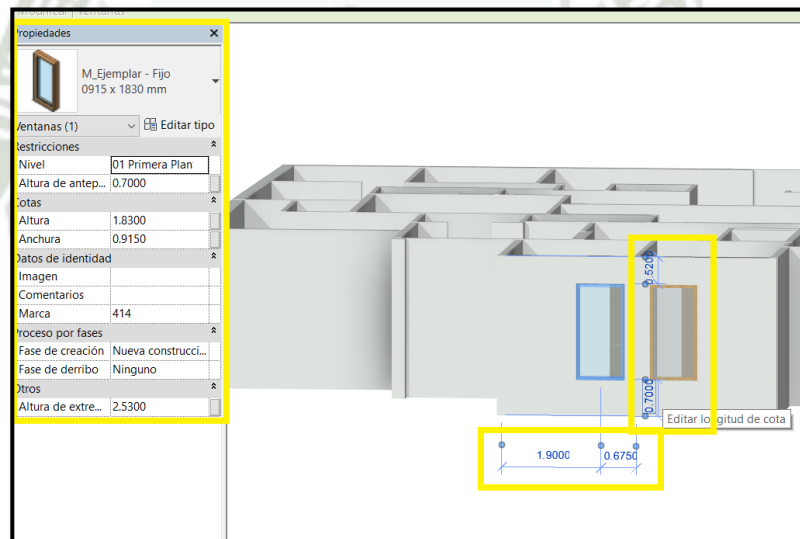 Modificar | Ventanas
Propiedades
M_Ejemplar - Fijo
0915 x 1830 mm
Ventanas (1)
Editar tipo
Restricciones
Nivel 01 Primera Plan
Altura de antep... 0.7000
Cotas
Altura 1.8300
Anchura 0.9150
Datos de identidad
Imagen
Comentarios
Marca 414
Proceso por fases
Fase de creación Nueva construcci...
Fase de derribo Ninguno
Otros
Altura de extre... 2.5300
0.5200
0.7000
Editar longitud de cota
1.9000 0.6750